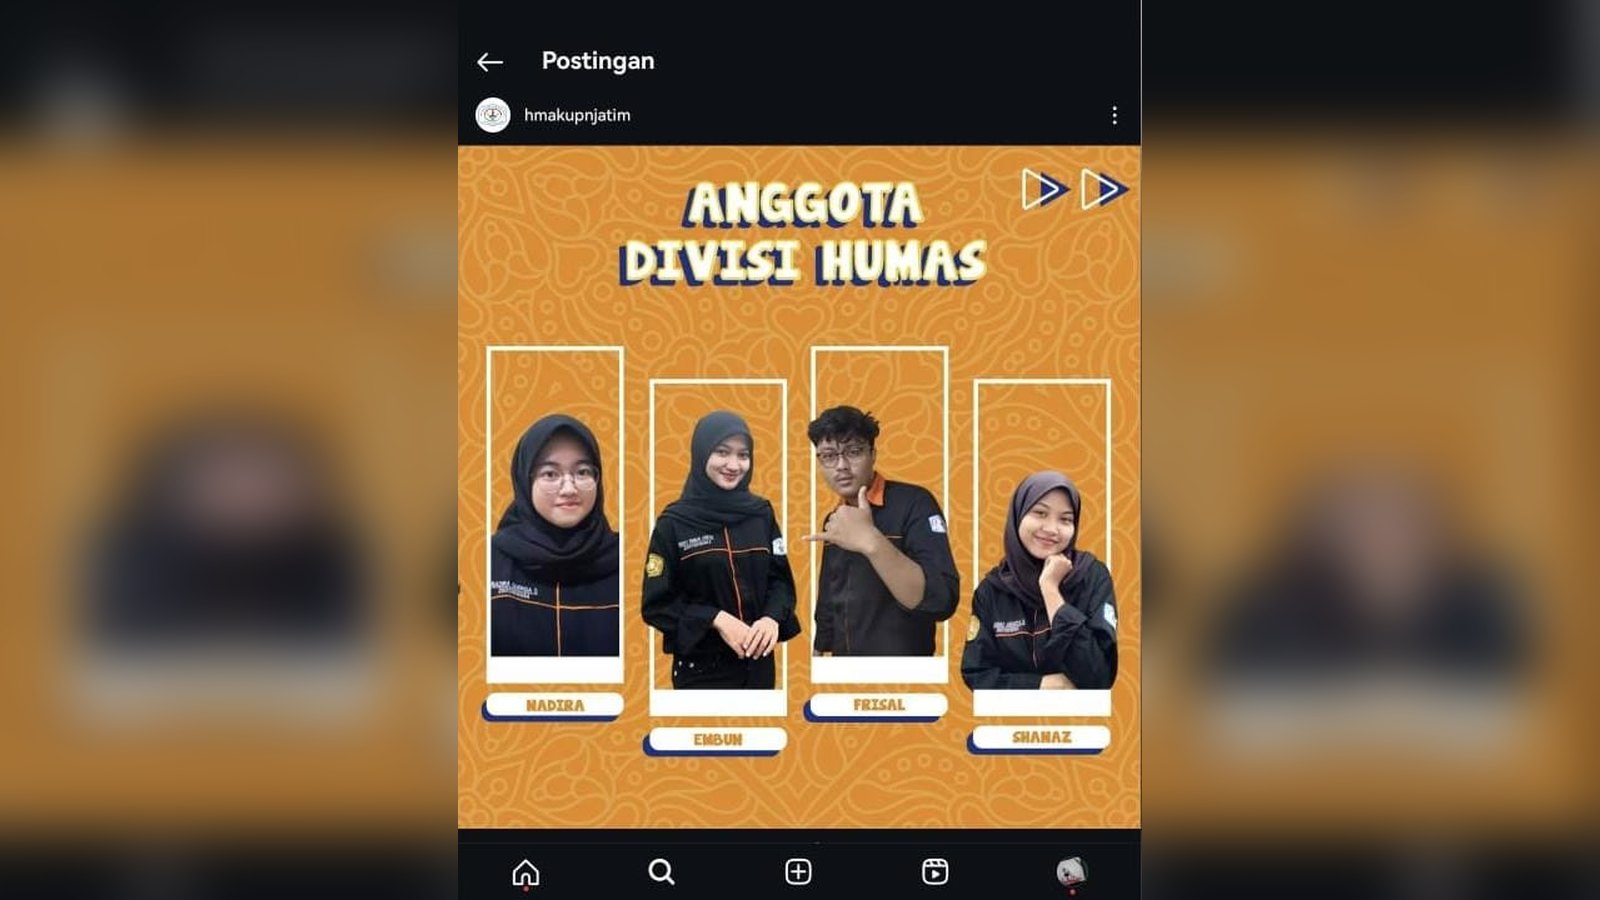 Postingan
hmakupnjatim
ANGGOTA
DIVISI HUMAS
NADIRA
EMBUN
FRISAL
SHANAZ